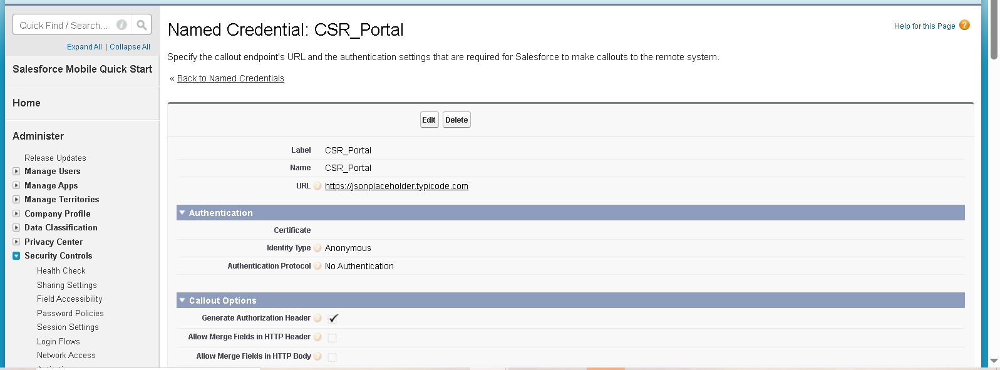 Quick Find / Search...
Expand All | Collapse All
Salesforce Mobile Quick Start
Home
Administer
Release Updates
Manage Users
Manage Apps
Manage Territories
Company Profile
Data Classification
Privacy Center
Security Controls
Health Check
Sharing Settings
Field Accessibility
Password Policies
Session Settings
Login Flows
Network Access
Named Credential: CSR_Portal
Help for this Page
Specify the callout endpoint's URL and the authentication settings that are required for Salesforce to make callouts to the remote system.
« Back to Named Credentials
Edit Delete
Label CSR_Portal
Name CSR_Portal
URL https://jsonplaceholder.typicode.com
Authentication
Certificate
Identity Type Anonymous
Authentication Protocol No Authentication
Callout Options
Generate Authorization Header
Allow Merge Fields in HTTP Header
Allow Merge Fields in HTTP Body